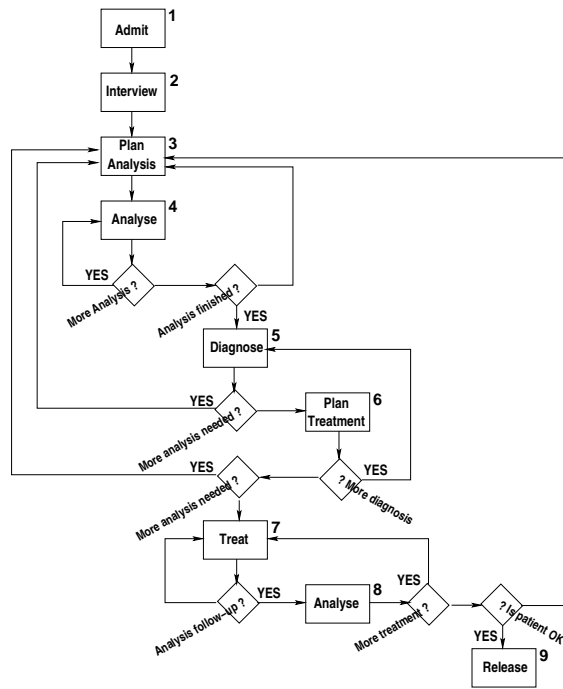 1
Admit
2
Interview
3
Plan
Analysis
4
Analyse
YES
More Analysis ?
Analysis finished ?
YES
5
Diagnose
YES
More analysis needed ?
6
Plan
Treatment
YES
? More diagnosis
YES
More analysis needed ?
7
Treat
YES
Analysis follow-up ?
8
Analyse
YES
More treatment ?
? Is patient OK
YES
9
Release